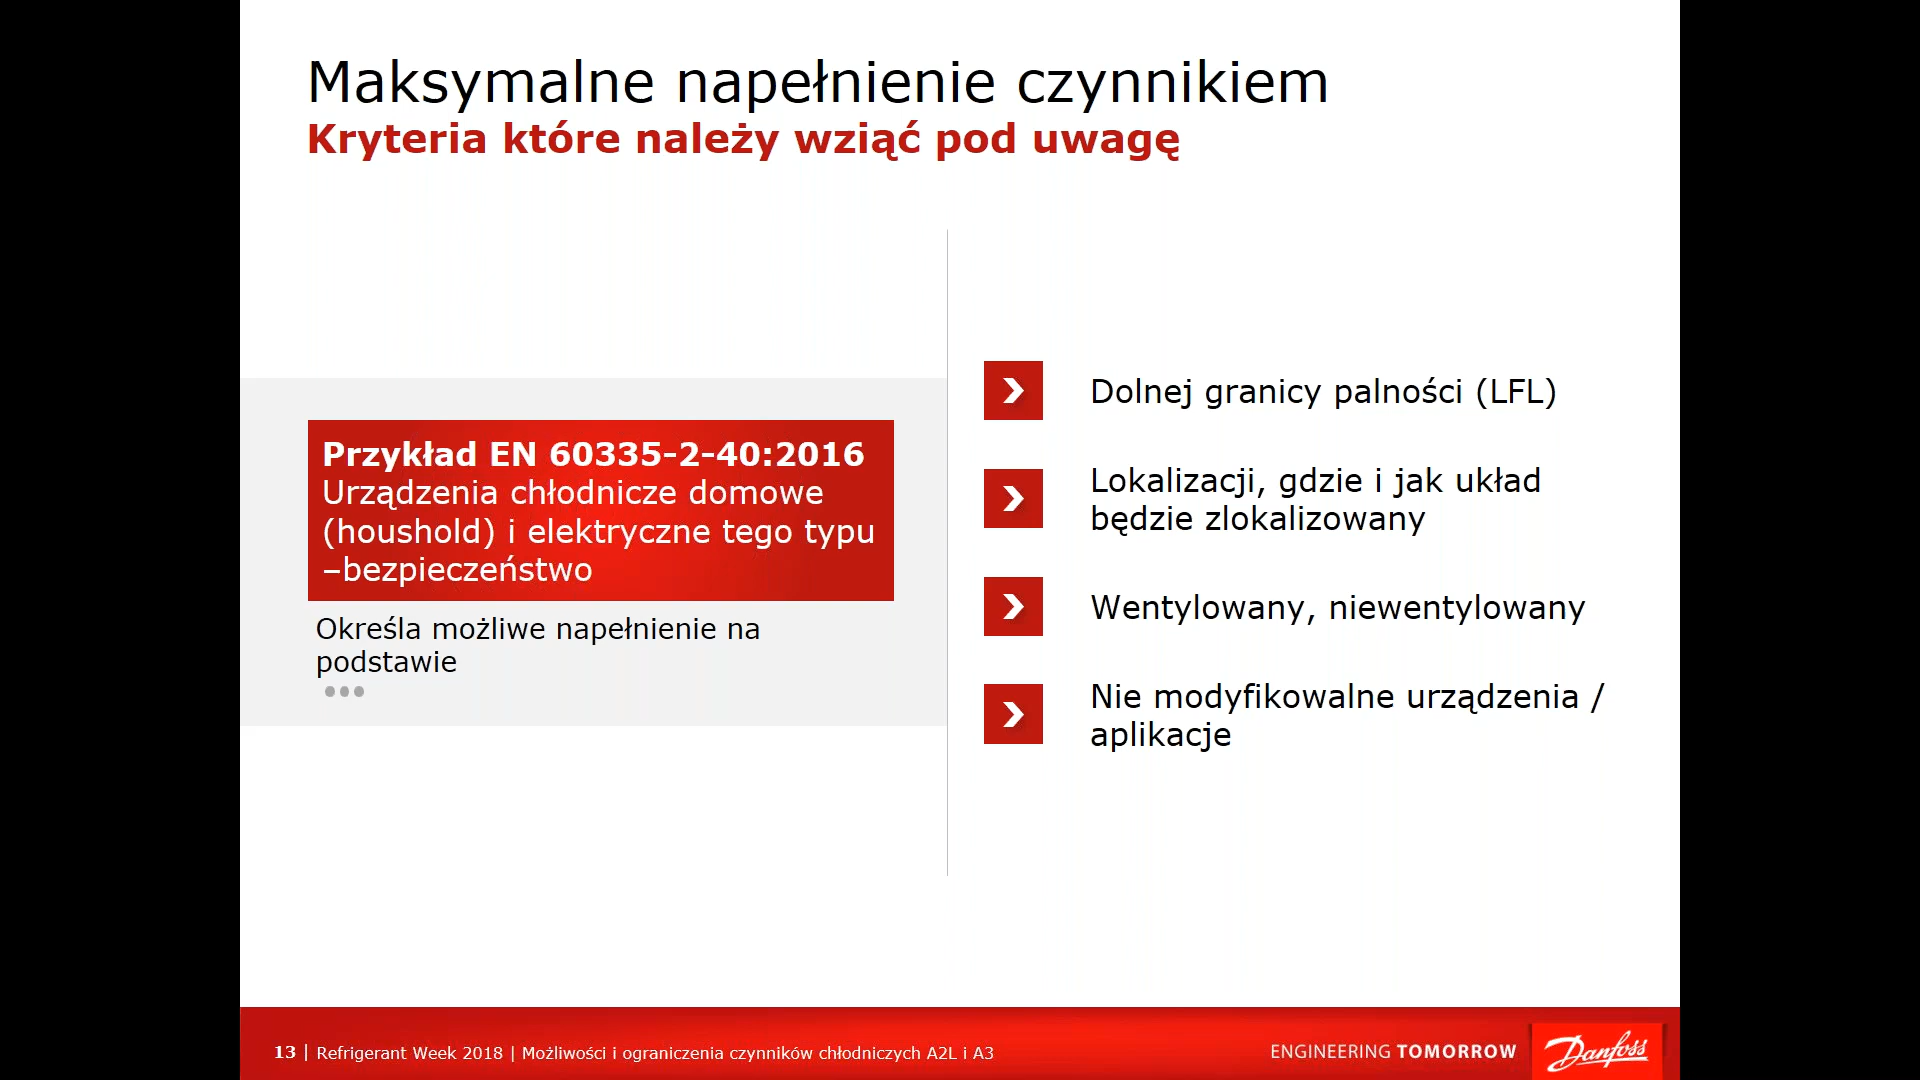 Maksymalne napełnienie czynnikiem
Kryteria które należy wziąć pod uwagę
Przykład EN 60335-2-40:2016
Urządzenia chłodnicze domowe
(houshold) i elektryczne tego typu
–bezpieczeństwo
Określa możliwe napełnienie na
podstawie
Dolnej granicy palności (LFL)
Lokalizacji, gdzie i jak układ
będzie zlokalizowany
Wentylowany, niewentylowany
Nie modyfikowalne urządzenia /
aplikacje
13 | Refrigerant Week 2018 | Możliwości i ograniczenia czynników chłodniczych A2L i A3
ENGINEERING TOMORROW
Danfoss